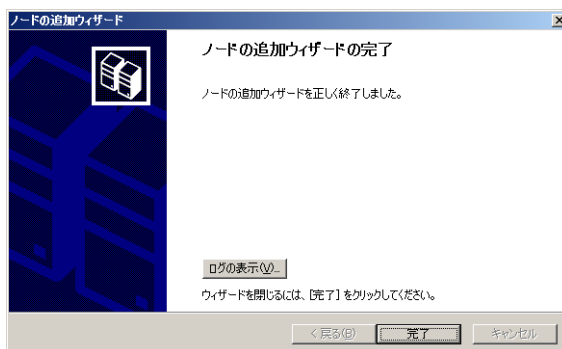 ノードの追加ウィザード
ノードの追加ウィザードの完了
ノードの追加ウィザードを正しく終了しました。
ログの表示(V)...
ウィザードを閉じるには、[完了] をクリックしてください。
< 戻る(B)
完了
キャンセル